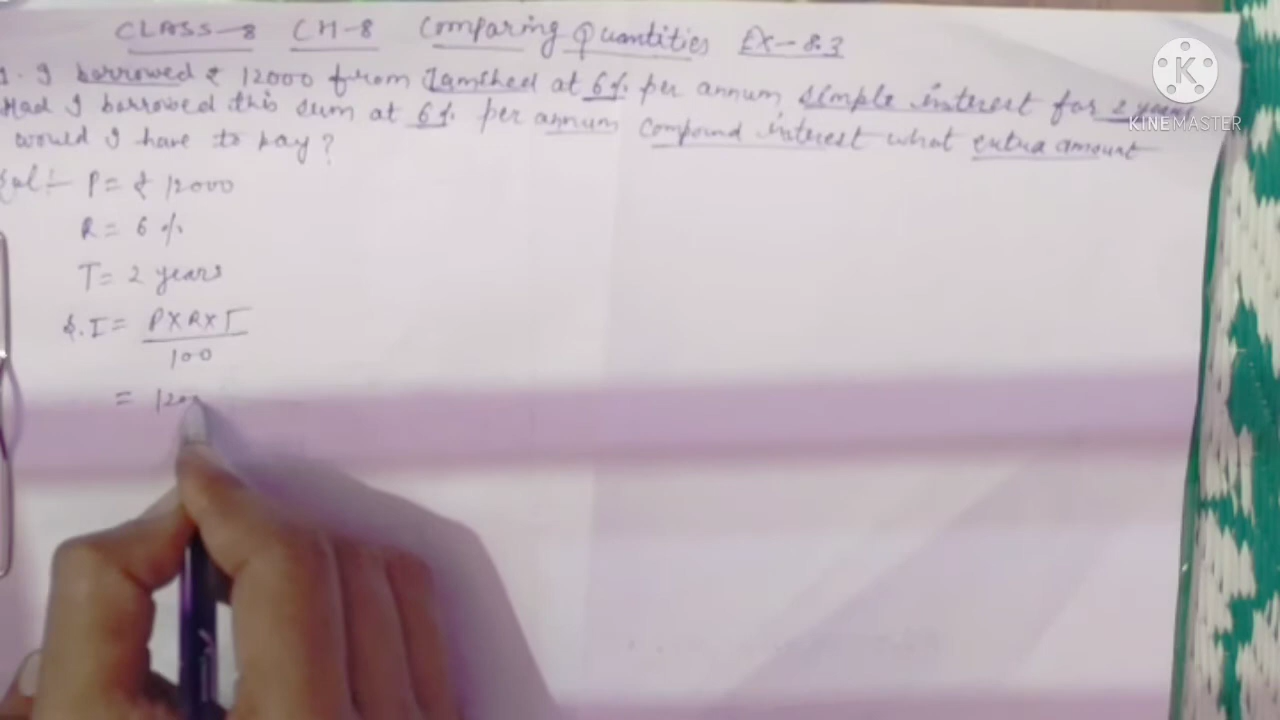 CLASS-8 CH-8 Comparing Quantities EX-8.3
I borrowed ₹ 12000 from Jamshed at 6% per annum simple interest for 2 years
Had I borrowed this sum at 6% per annum compound interest what extra amount
would I have to pay?
Sol:- P = ₹ 12000
R = 6 %
T = 2 years
S.I = P×R×T
100
= 1200
K
KINEMASTER